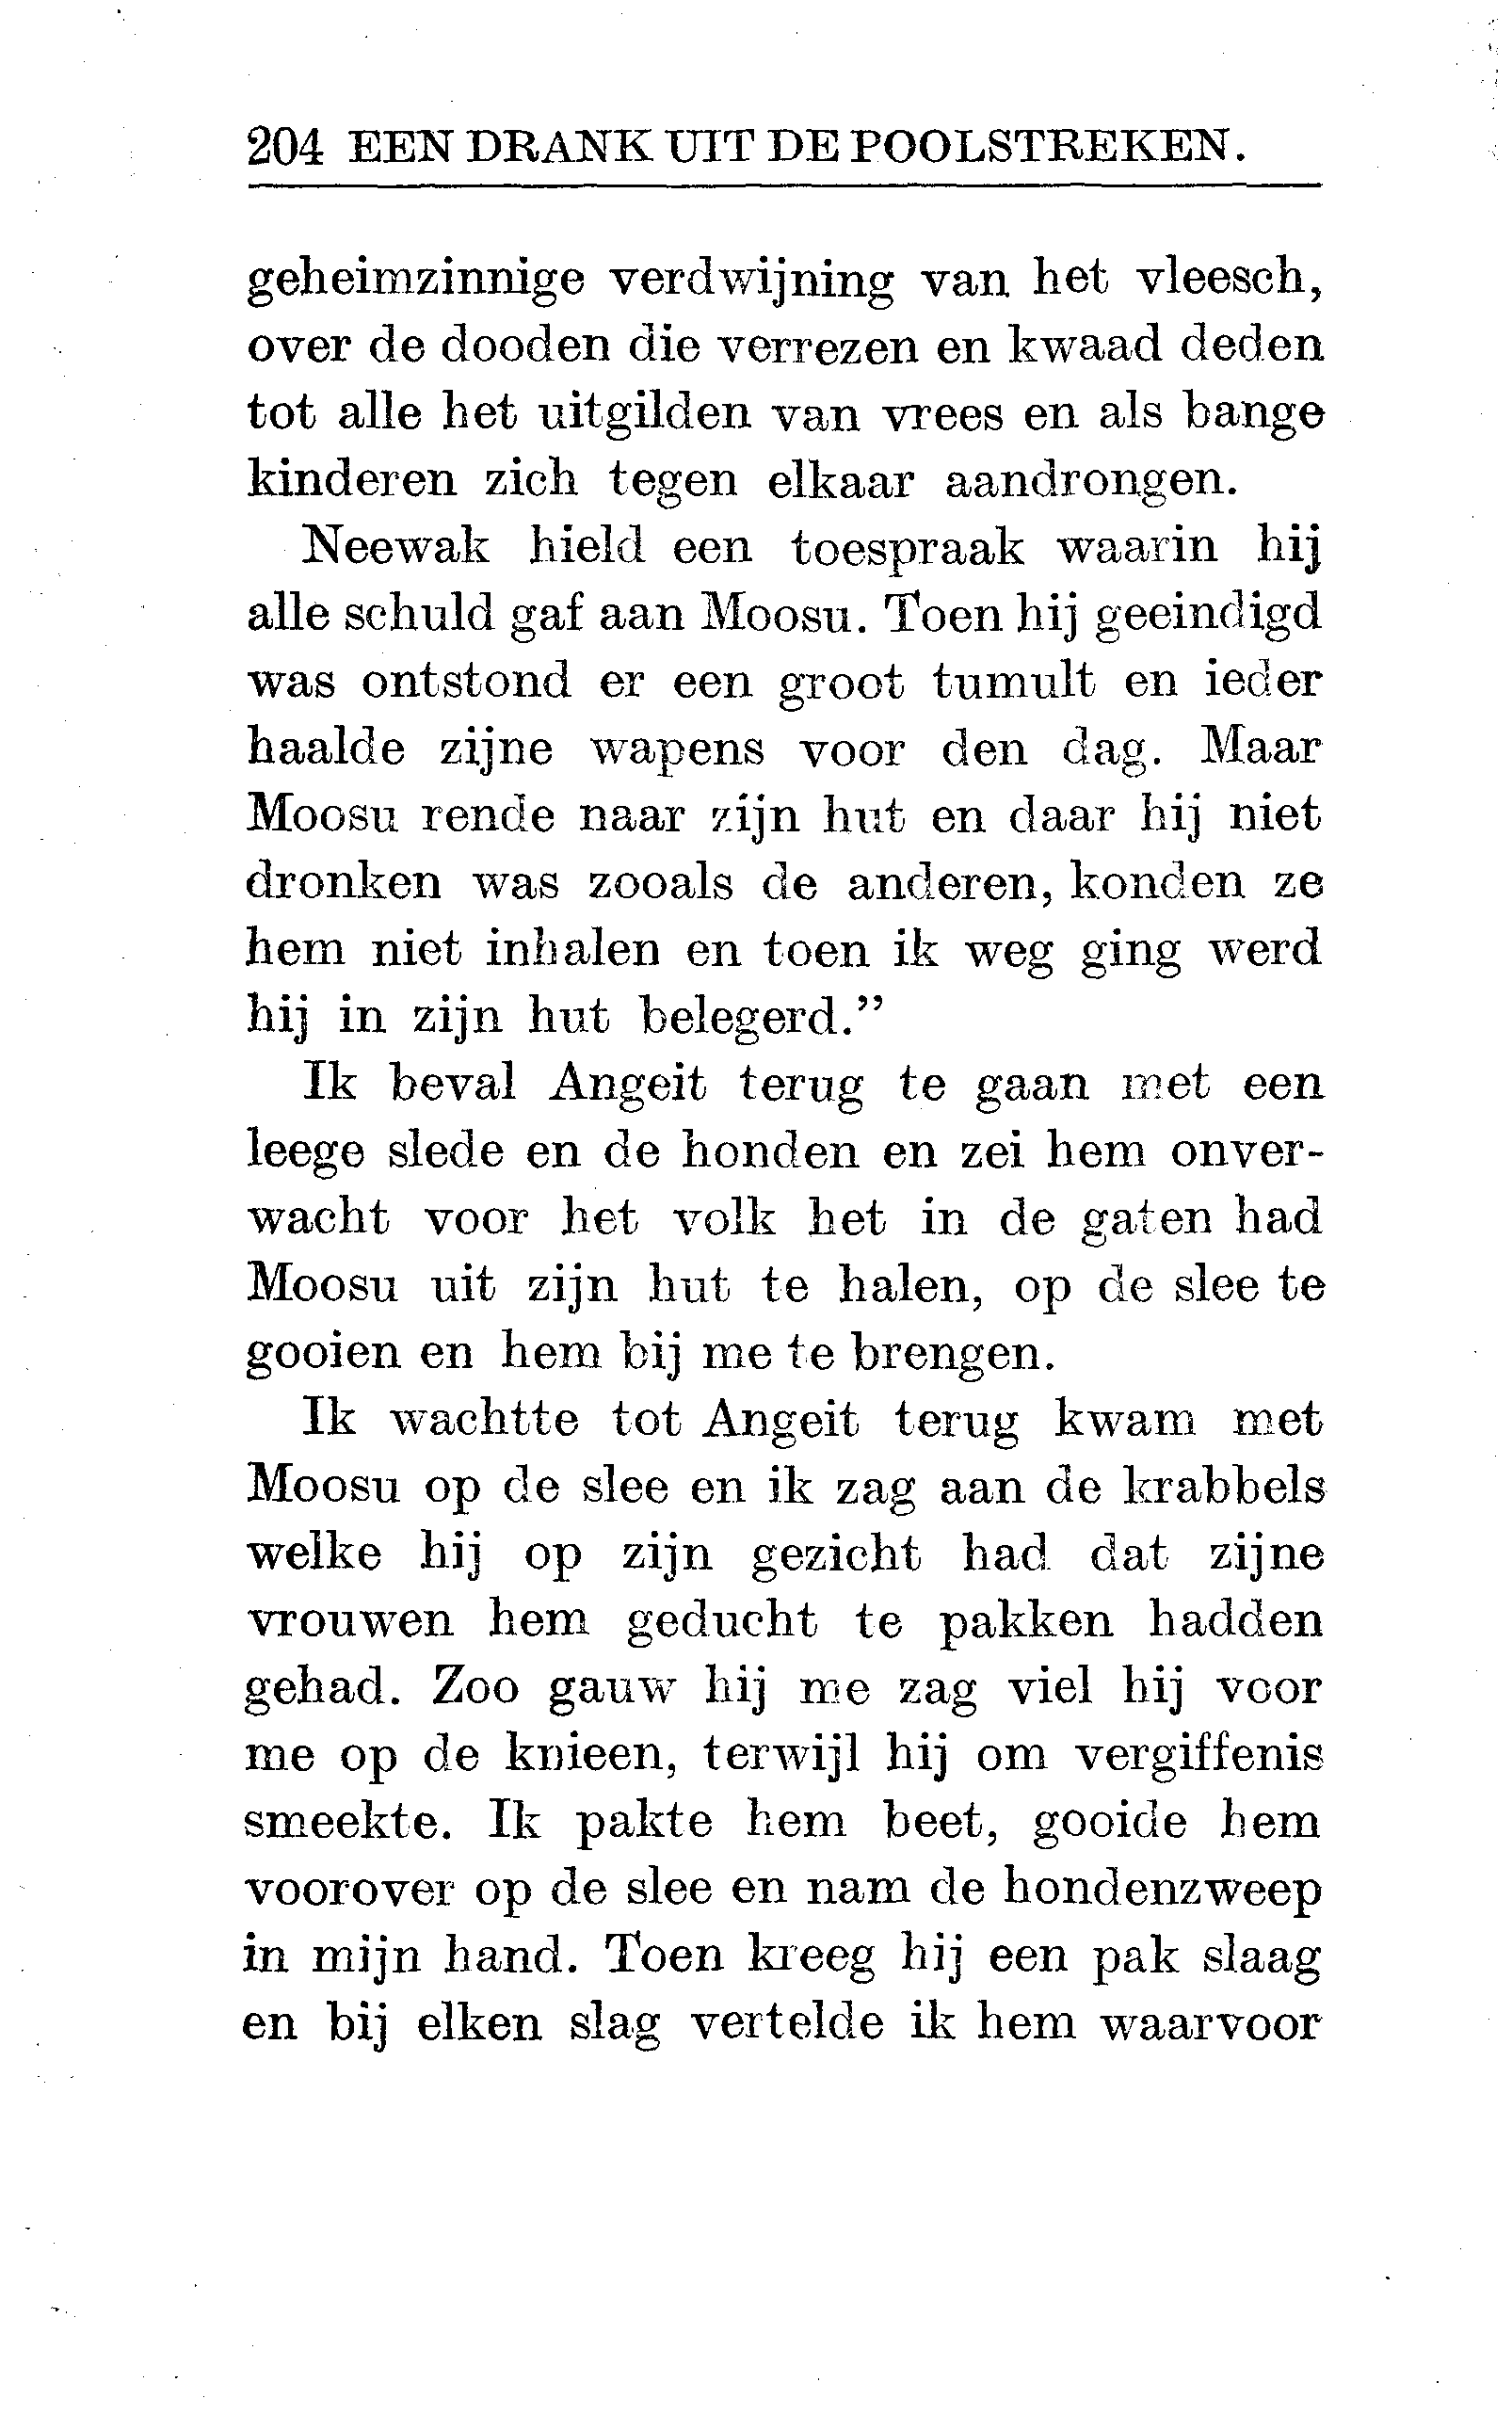 204 EEN DRANK UIT DE POOLSTREKEN.
geheimzinnige verdwijning van het vleesch,
over de dooden die verrezen en kwaad deden
tot alle het uitgilden van vrees en als bange
kinderen zich tegen elkaar aandrongen.
Neewak hield een toespraak waarin hij
alle schuld gaf aan Moosu. Toen hij geeindigd
was ontstond er een groot tumult en ieder
haalde zijne wapens voor den dag. Maar
Moosu rende naar zijn hut en daar hij niet
dronken was zooals de anderen, konden ze
hem niet inhalen en toen ik weg ging werd
hij in zijn hut belegerd.”
Ik beval Angeit terug te gaan met een
leege slede en de honden en zei hem onver-
wacht voor het volk het in de gaten had
Moosu uit zijn hut te halen, op de slee te
gooien en hem bij me te brengen.
Ik wachtte tot Angeit terug kwam met
Moosu op de slee en ik zag aan de krabbels
welke hij op zijn gezicht had dat zijne
vrouwen hem geducht te pakken hadden
gehad. Zoo gauw hij me zag viel hij voor
me op de knieen, terwijl hij om vergiffenis
smeekte. Ik pakte hem beet, gooide hem
voorover op de slee en nam de hondenzweep
in mijn hand. Toen kreeg hij een pak slaag
en bij elken slag vertelde ik hem waarvoor